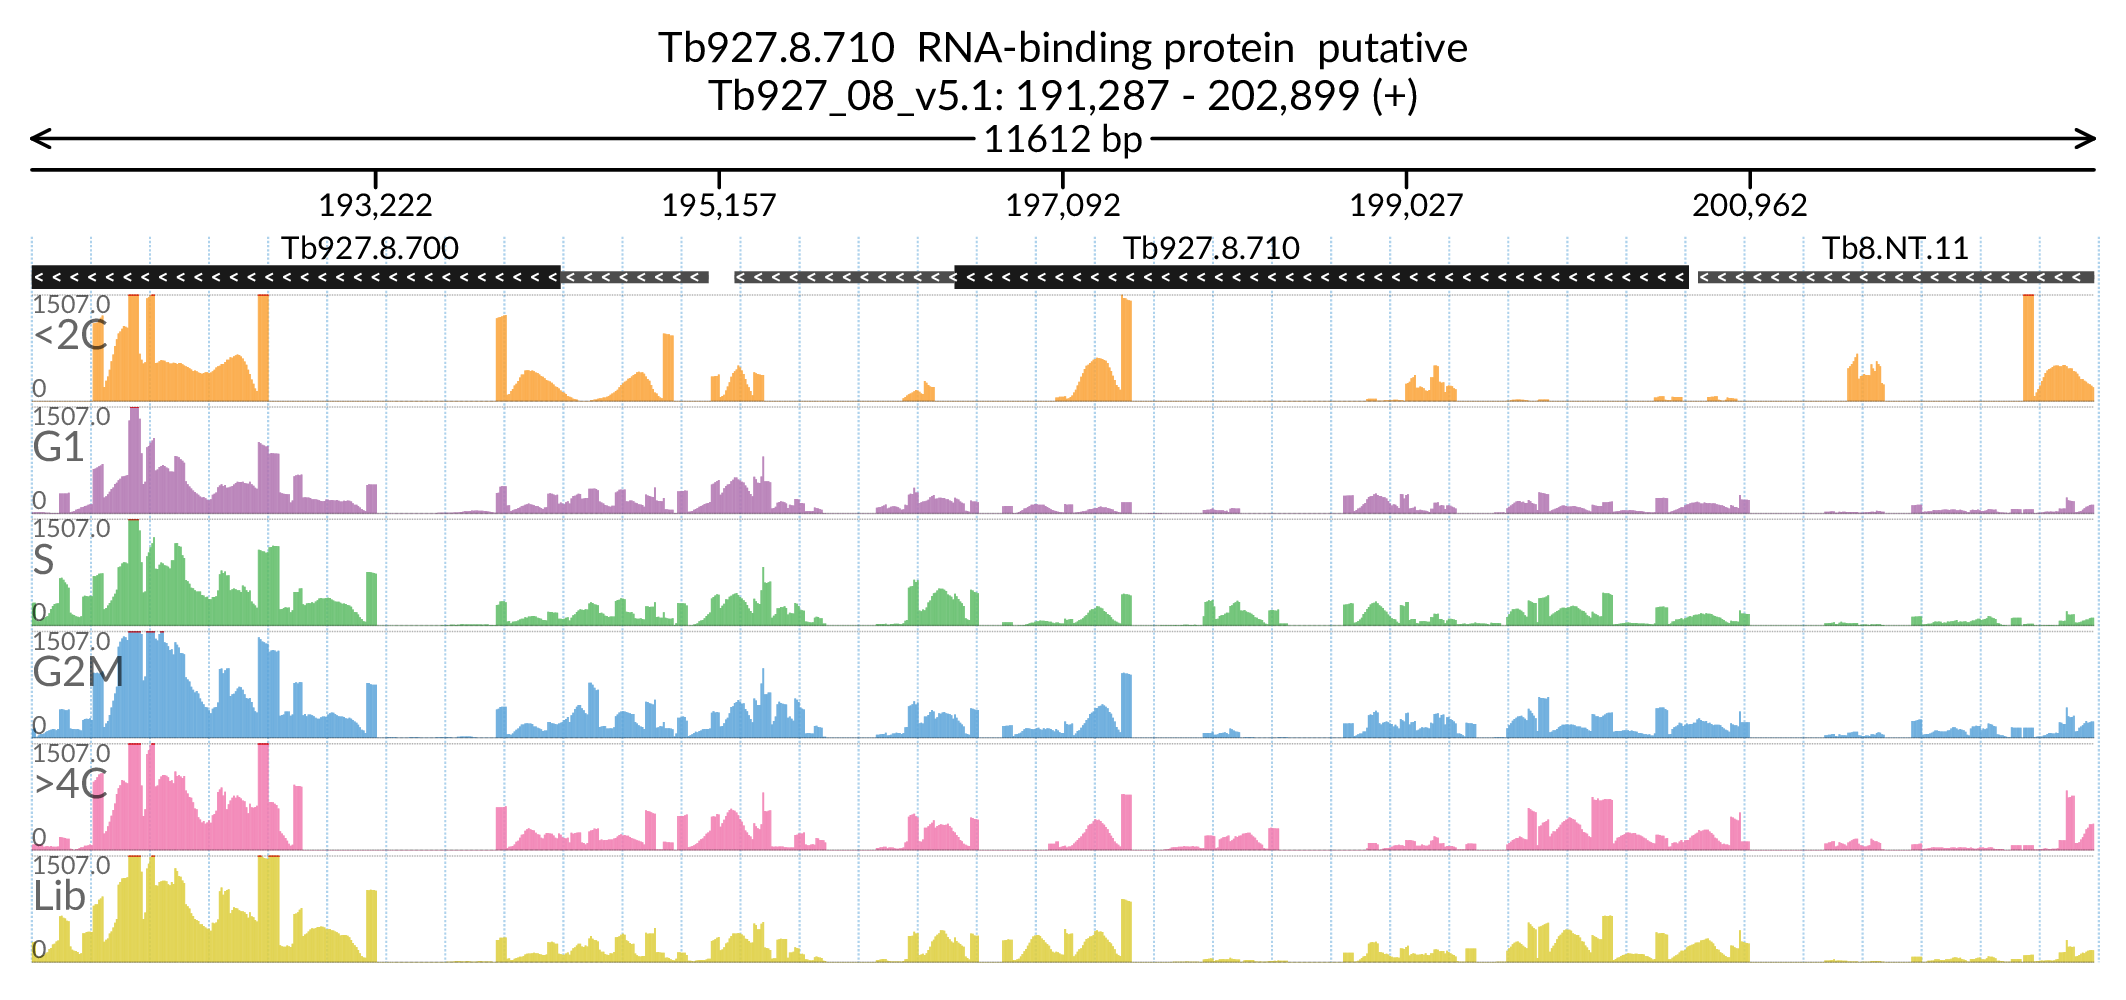 Tb927.8.710  RNA-binding protein  putative
Tb927_08_v5.1: 191,287 - 202,899 (+)
11612 bp
193,222 195,157 197,092 199,027 200,962
Tb927.8.700 Tb927.8.710 Tb8.NT.11
1507.0
<2C
0
1507.0
G1
0
1507.0
S
0
1507.0
G2M
0
1507.0
>4C
0
1507.0
Lib
0